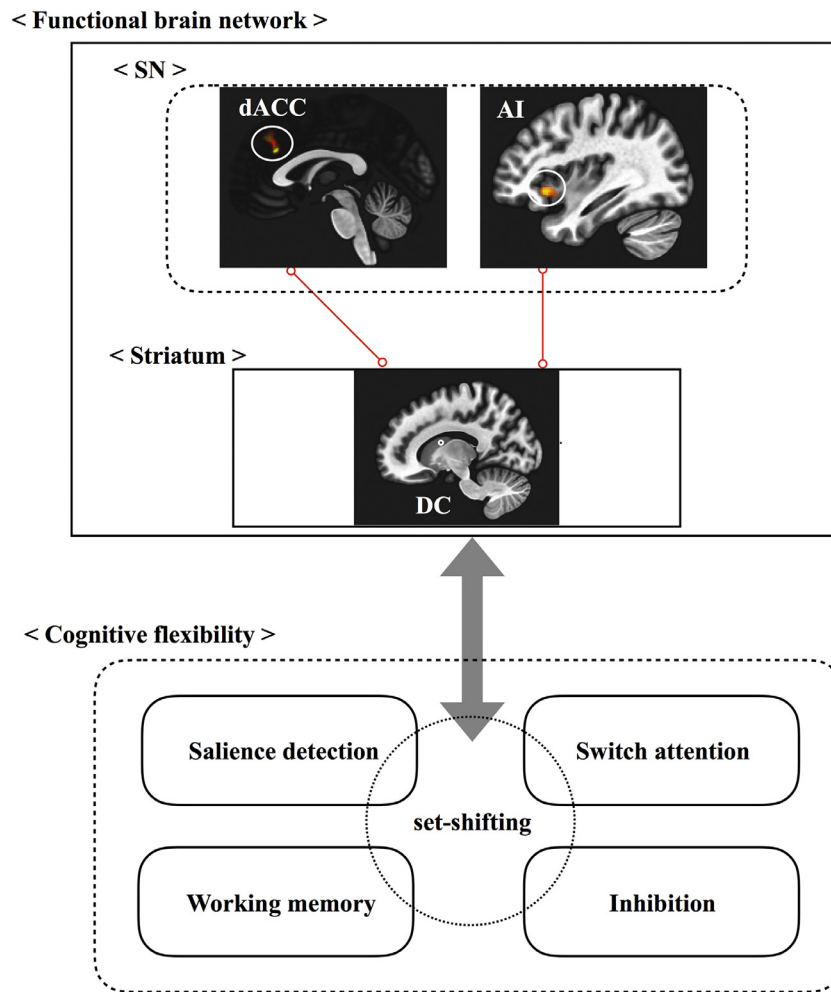 < Functional brain network >
< SN >
dACC
AI
< Striatum >
DC
< Cognitive flexibility >
Salience detection
Switch attention
set-shifting
Working memory
Inhibition